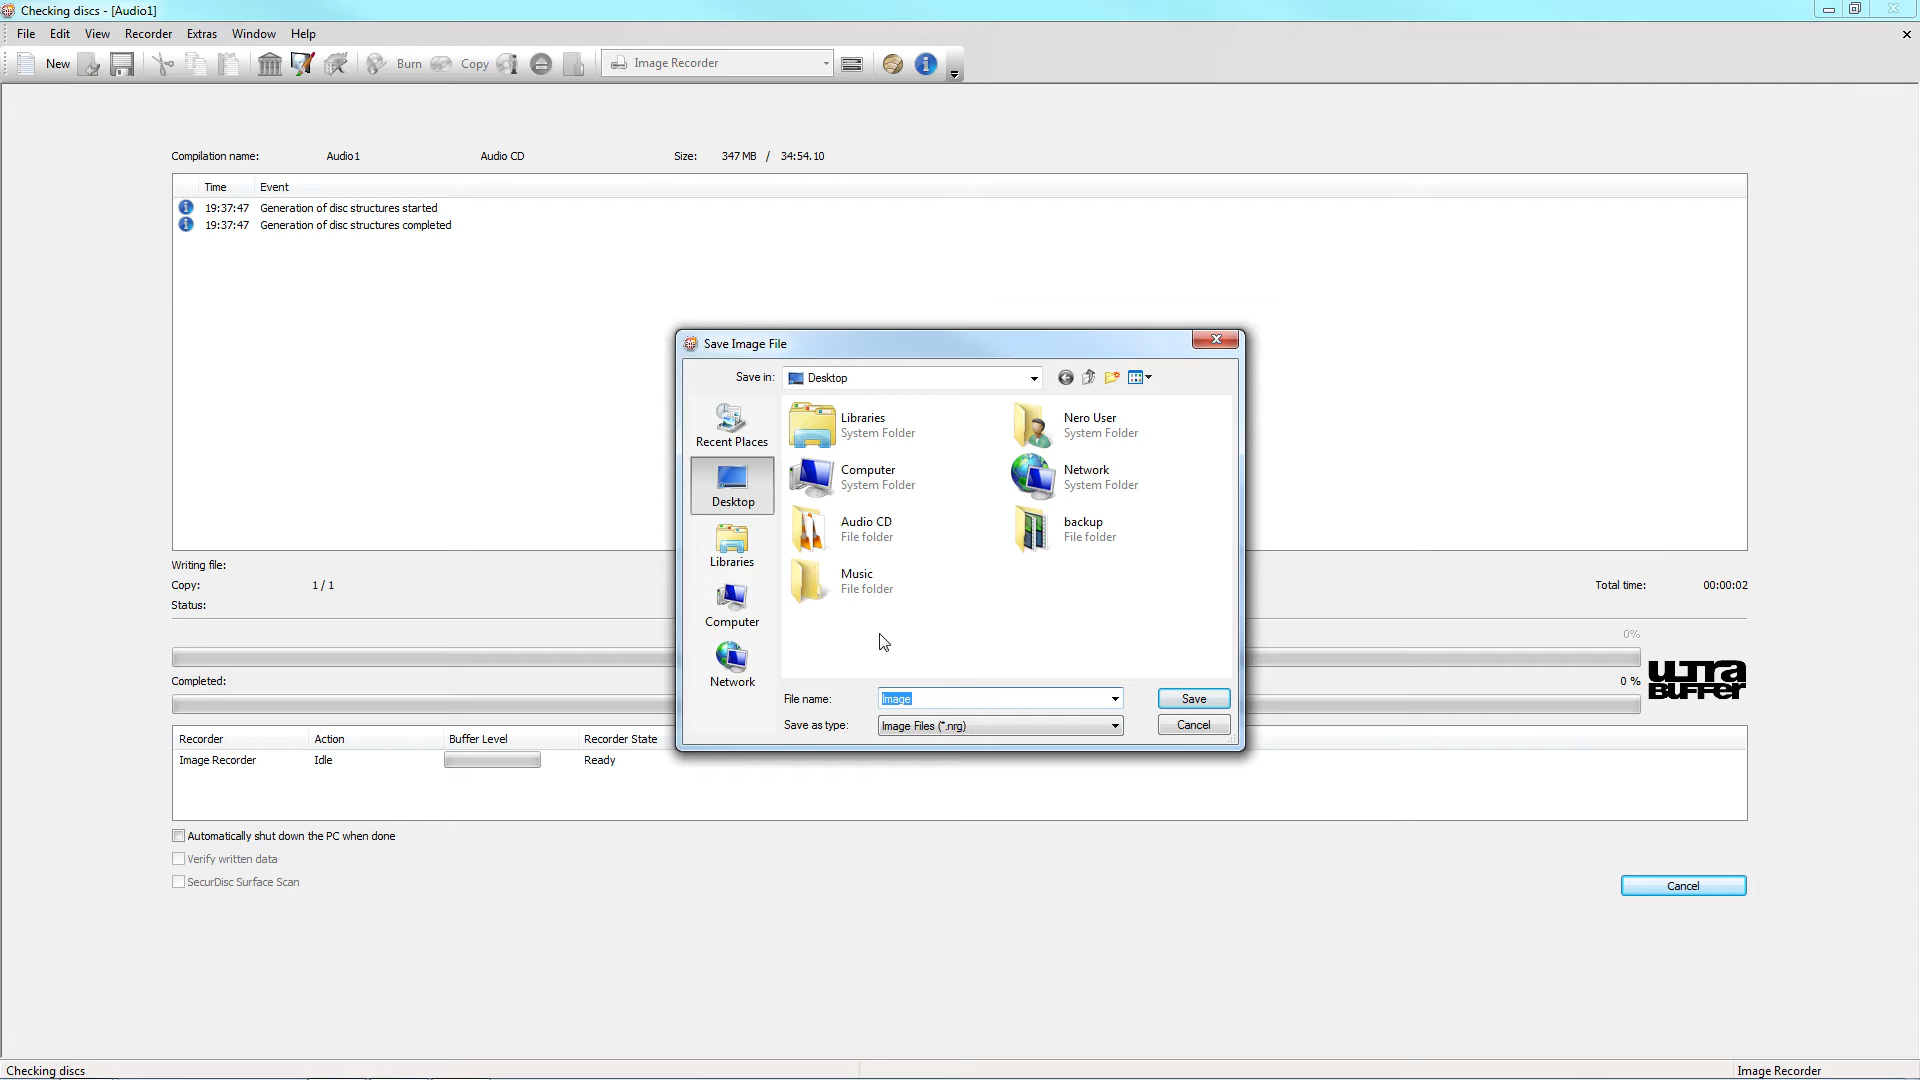 Checking discs - [Audio1]
File Edit View Recorder Extras Window Help
New Burn Copy Image Recorder
Compilation name: Audio1 Audio CD Size: 347 MB / 34:54.10
Time Event
19:37:47 Generation of disc structures started
19:37:47 Generation of disc structures completed
Save Image File
Save in: Desktop
Recent Places
Desktop
Libraries
Computer
Network
Libraries
System Folder
Nero User
System Folder
Computer
System Folder
Network
System Folder
Audio CD
File folder
backup
File folder
Music
File folder
File name: Image Save
Save as type: Image Files (*.nrg) Cancel
Writing file:
Copy: 1 / 1 Total time: 00:00:02
Status:
0%
Completed: 0 %
ULTRA
BUFFER
Recorder Action Buffer Level Recorder State
Image Recorder Idle Ready
Automatically shut down the PC when done
Verify written data
SecurDisc Surface Scan
Cancel
Checking discs Image Recorder